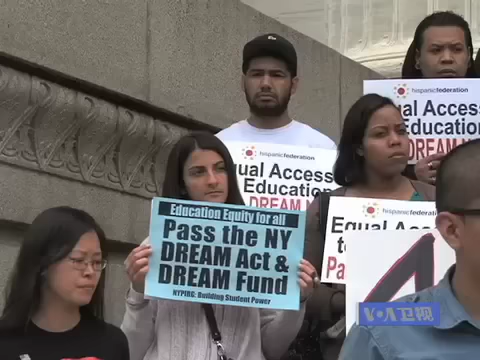 hispanicfederation
Equal Access
Education
hispanicfederation
Equal Access
Education
DREAM
Education Equity for all
Pass the NY
DREAM Act &
DREAM Fund
NYPIRG: Building Student Power
hispanicfederation
Equal Access
to
Pa
VOA卫视